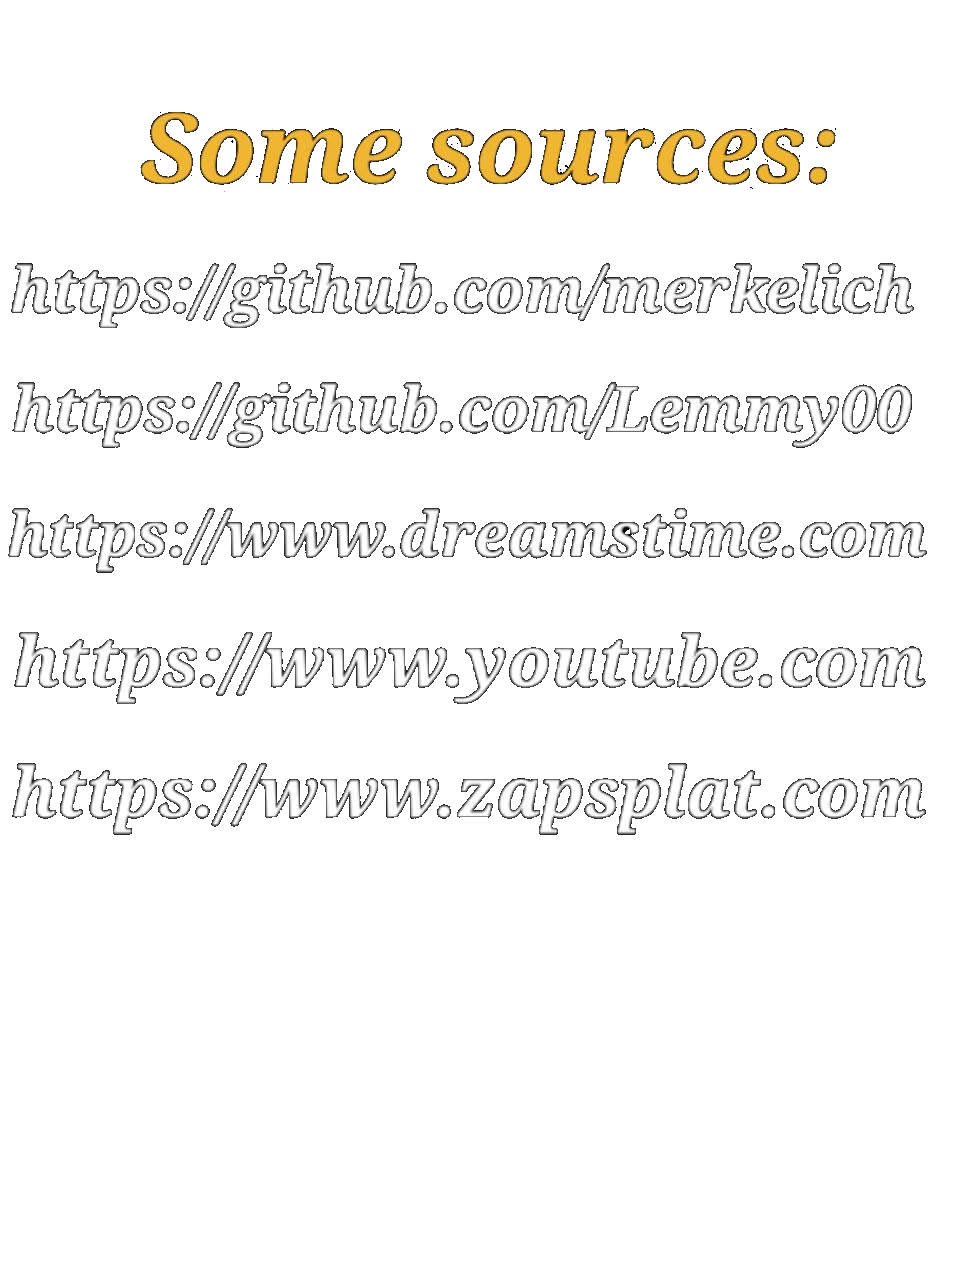 Some sources:
https://github.com/merkelich
https://github.com/Lemmy00
https://www.dreamstime.com
https://www.youtube.com
https://www.zapsplat.com